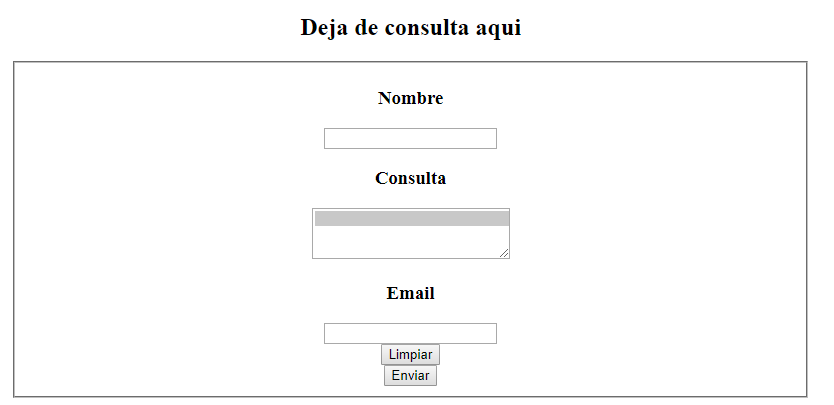 Deja de consulta aqui
Nombre
Consulta
Email
Limpiar
Enviar